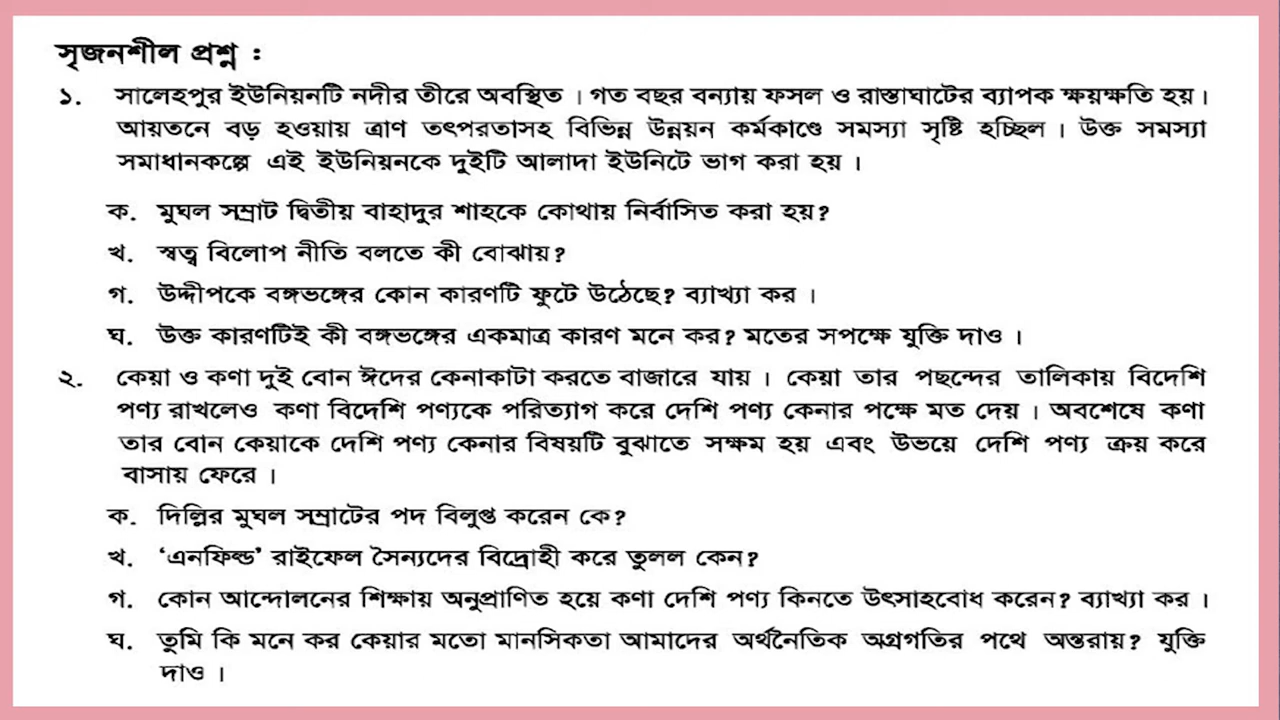 সৃজনশীল প্রশ্ন :
১. সালেহপুর ইউনিয়নটি নদীর তীরে অবস্থিত । গত বছর বন্যায় ফসল ও রাস্তাঘাটের ব্যাপক ক্ষয়ক্ষতি হয়।
আয়তনে বড় হওয়ায় ত্রাণ তৎপরতাসহ বিভিন্ন উন্নয়ন কর্মকাণ্ডে সমস্যা সৃষ্টি হচ্ছিল । উক্ত সমস্যা
সমাধানকল্পে এই ইউনিয়নকে দুইটি আলাদা ইউনিটে ভাগ করা হয় ।
ক. মুঘল সম্রাট দ্বিতীয় বাহাদুর শাহকে কোথায় নির্বাসিত করা হয়?
খ. স্বত্ব বিলোপ নীতি বলতে কী বোঝায়?
গ. উদ্দীপকে বঙ্গভঙ্গের কোন কারণটি ফুটে উঠেছে? ব্যাখ্যা কর ।
ঘ. উক্ত কারণটিই কী বঙ্গভঙ্গের একমাত্র কারণ মনে কর? মতের সপক্ষে যুক্তি দাও ।
২. কেয়া ও কণা দুই বোন ঈদের কেনাকাটা করতে বাজারে যায় । কেয়া তার পছন্দের তালিকায় বিদেশি
পণ্য রাখলেও কণা বিদেশি পণ্যকে পরিত্যাগ করে দেশি পণ্য কেনার পক্ষে মত দেয় । অবশেষে কণা
তার বোন কেয়াকে দেশি পণ্য কেনার বিষয়টি বুঝাতে সক্ষম হয় এবং উভয়ে দেশি পণ্য ক্রয় করে
বাসায় ফেরে ।
ক. দিল্লির মুঘল সম্রাটের পদ বিলুপ্ত করেন কে?
খ. ‘এনফিল্ড’ রাইফেল সৈন্যদের বিদ্রোহী করে তুলল কেন?
গ. কোন আন্দোলনের শিক্ষায় অনুপ্রাণিত হয়ে কণা দেশি পণ্য কিনতে উৎসাহবোধ করেন? ব্যাখ্যা কর ।
ঘ. তুমি কি মনে কর কেয়ার মতো মানসিকতা আমাদের অর্থনৈতিক অগ্রগতির পথে অন্তরায়? যুক্তি
দাও ।